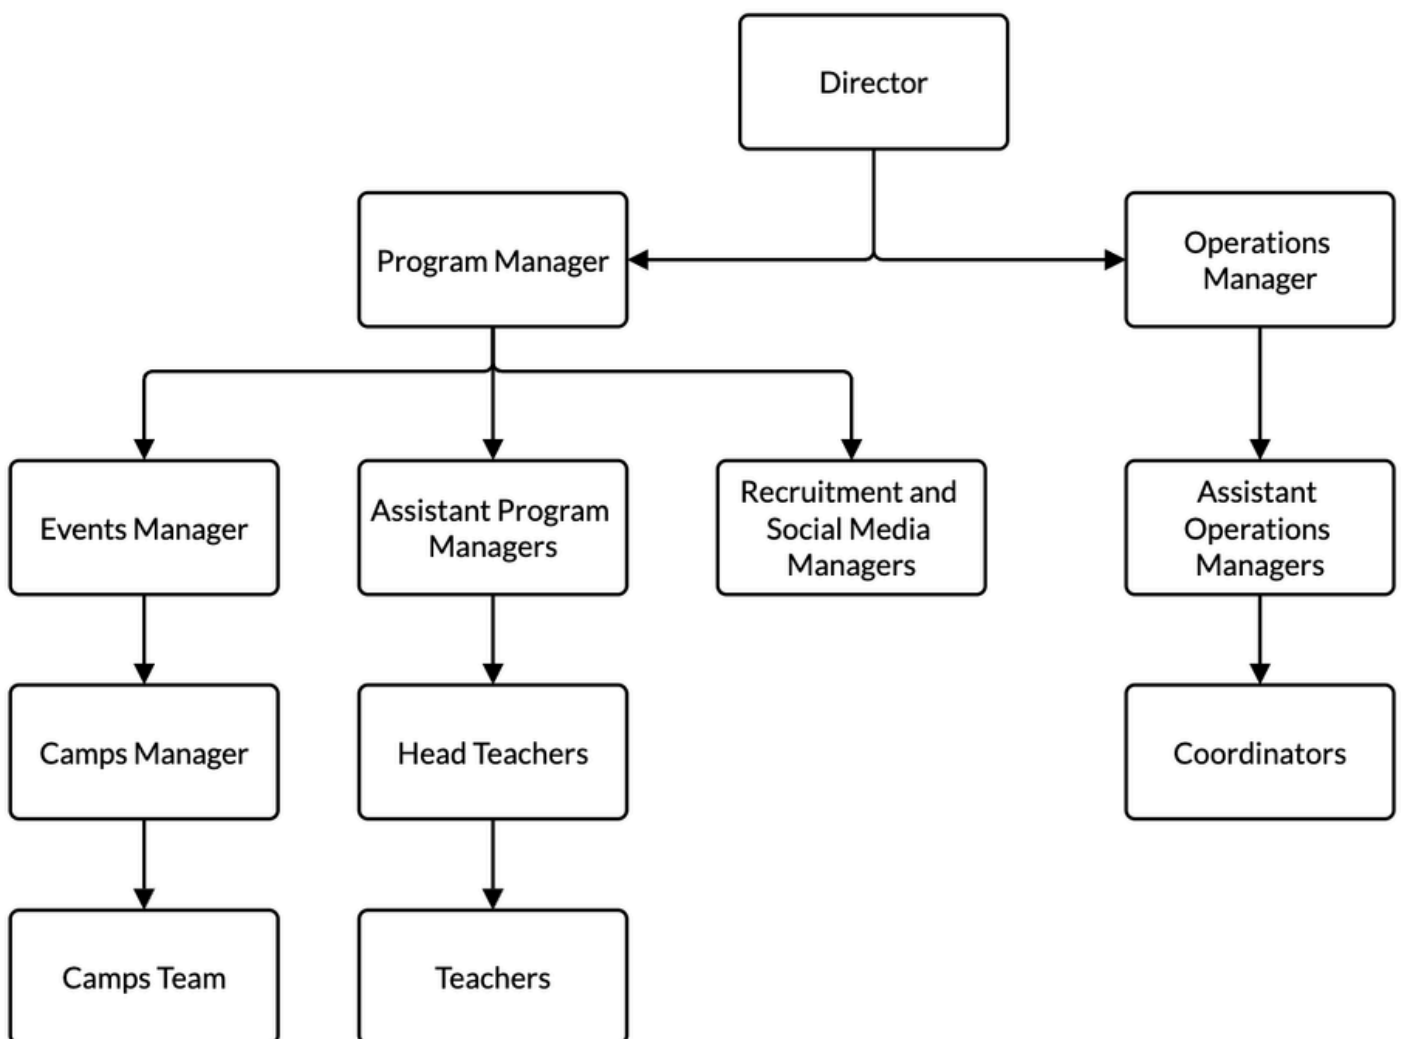 Director
Program Manager
Operations
Manager
Events Manager
Assistant Program
Managers
Recruitment and
Social Media
Managers
Assistant
Operations
Managers
Camps Manager
Head Teachers
Coordinators
Camps Team
Teachers